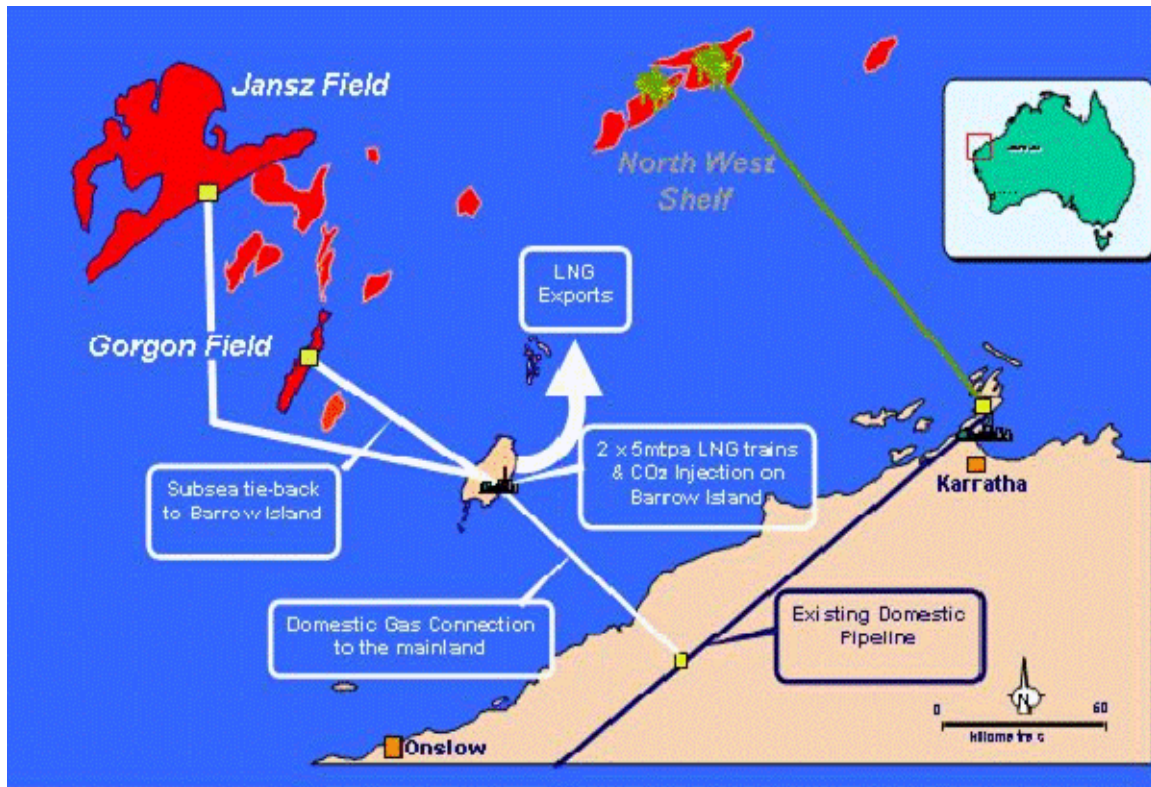 Jansz Field
North West
Shelf
LNG
Exports
Gorgon Field
2 x 5mtpa LNG trains
& CO₂ Injection on
Barrow Island
Subsea tie-back
to Barrow Island
Karratha
Domestic Gas Connection
to the mainland
Existing Domestic
Pipeline
N
0 60
Onslow